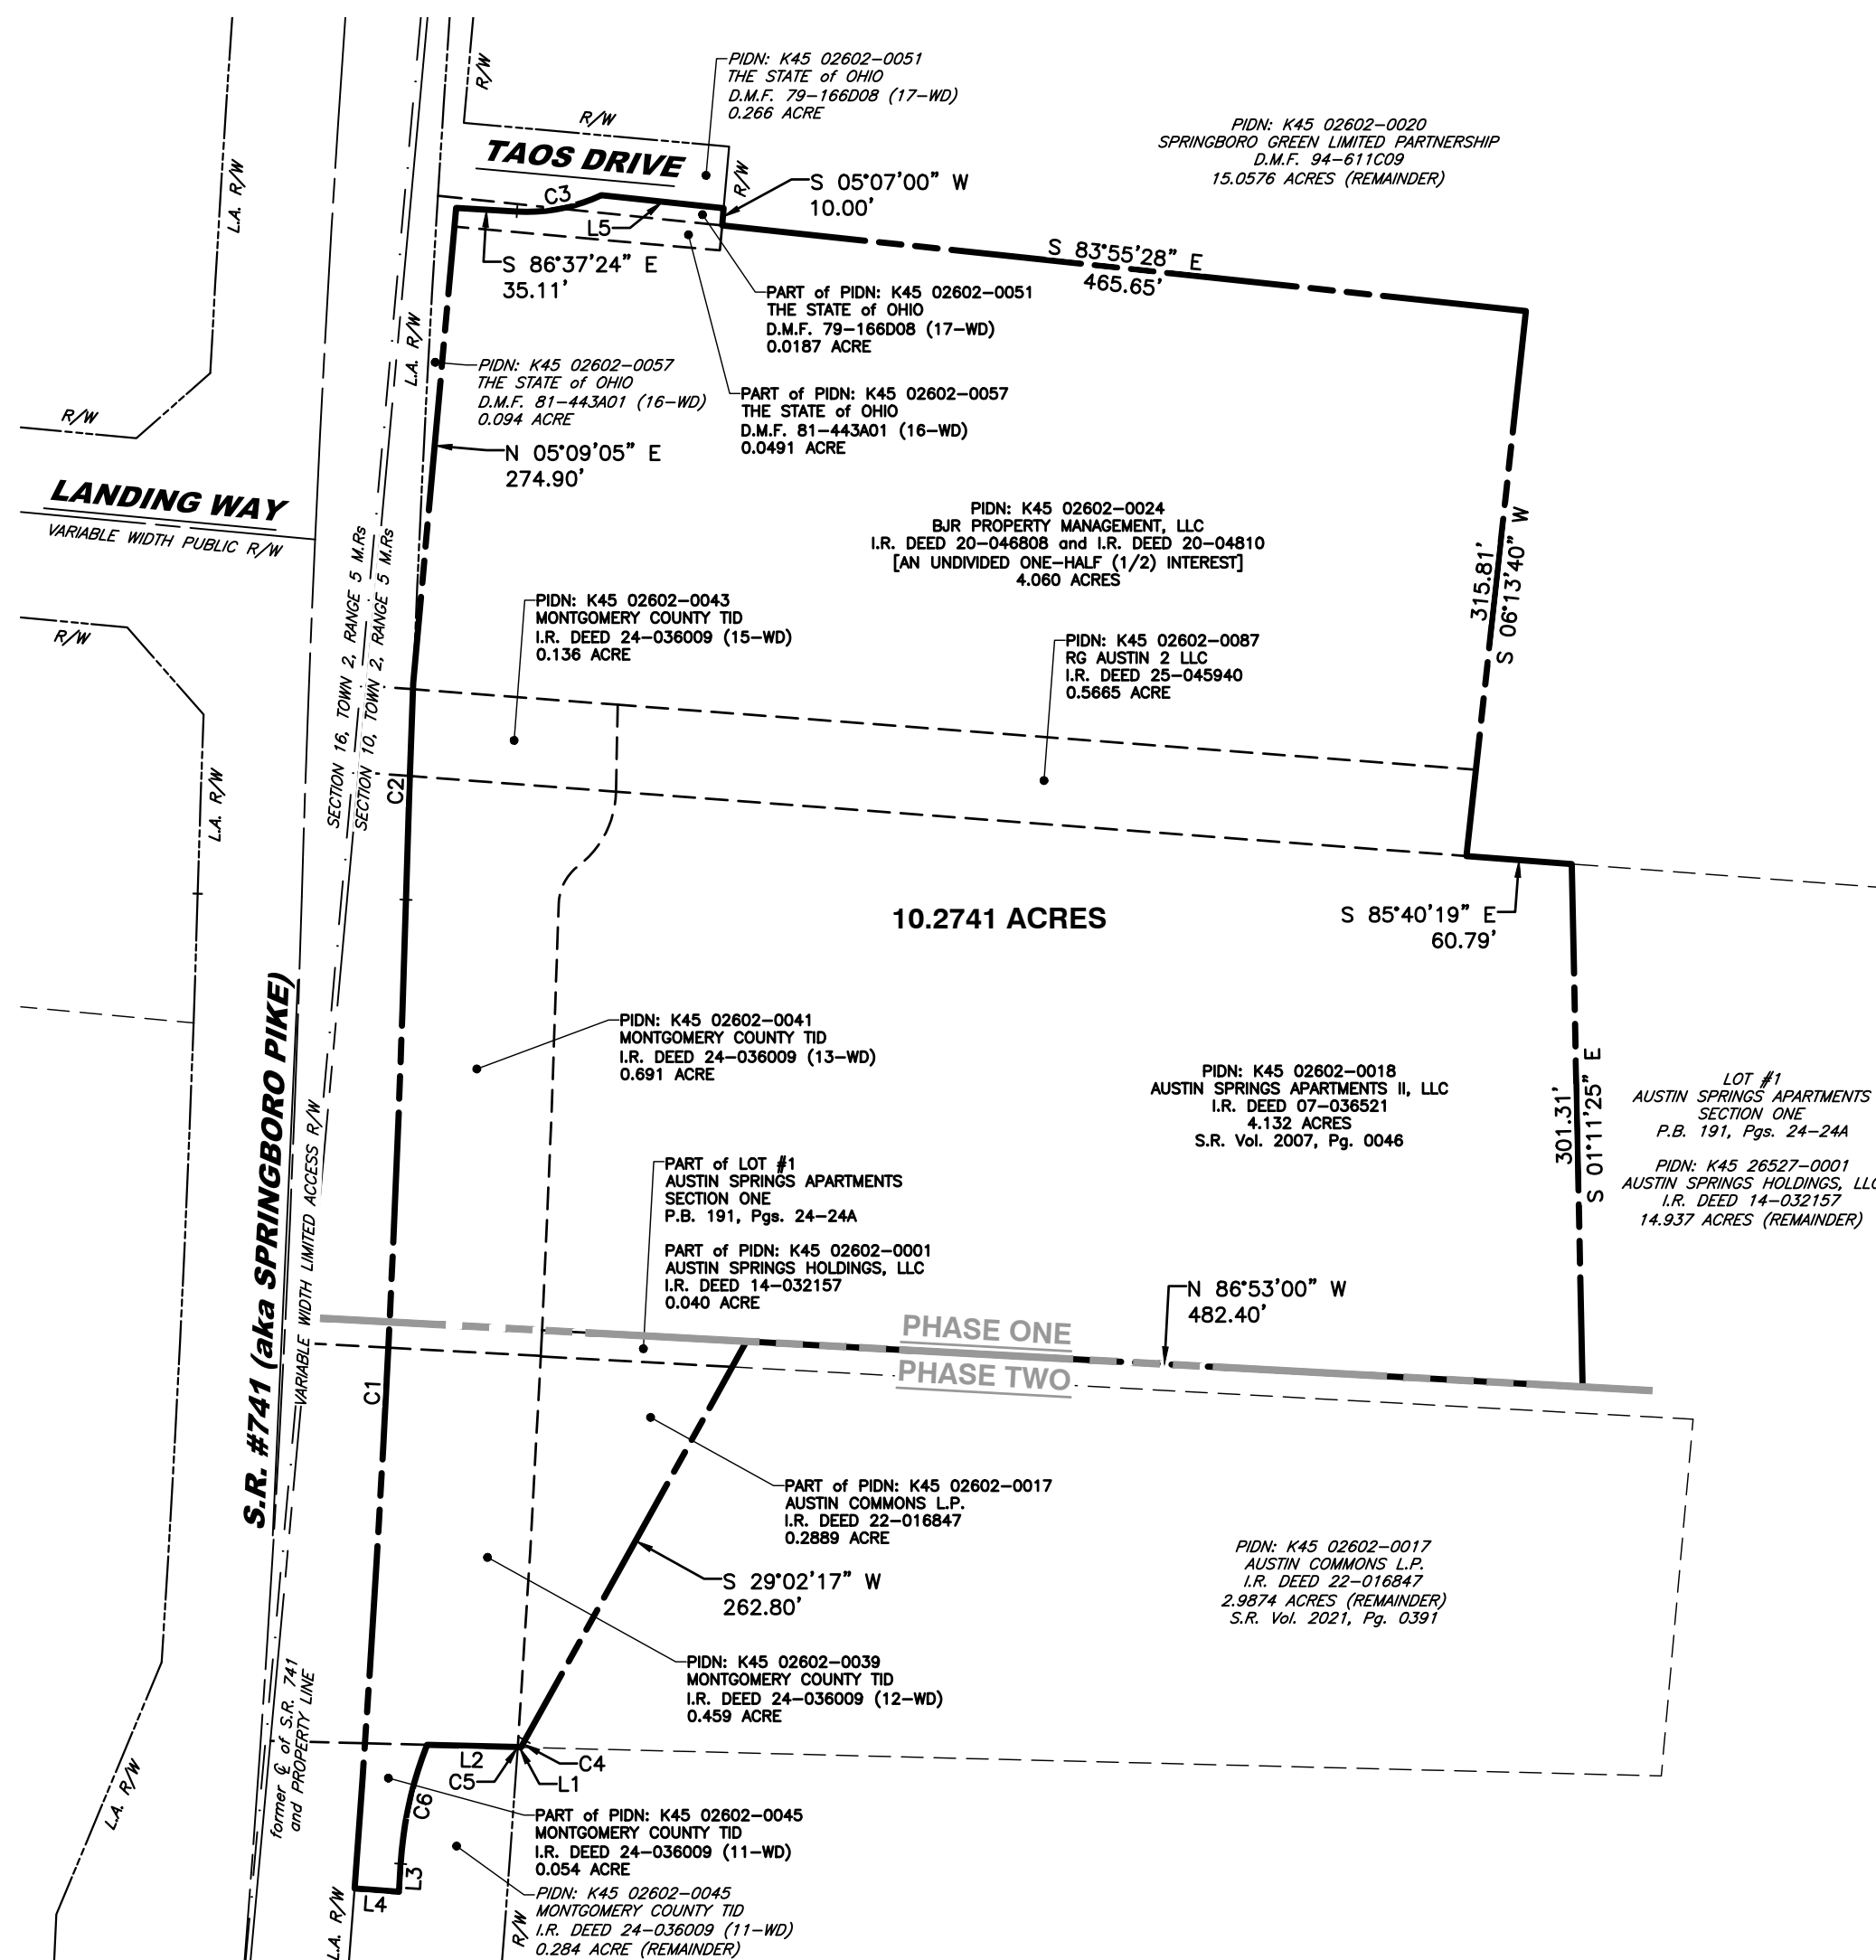 PIDN: K45 02602-0051
THE STATE of OHIO
D.M.F. 79-166D08 (17-WD)
0.266 ACRE
R/W
R/W
TAOS DRIVE
R/W
PIDN: K45 02602-0020
SPRINGBORO GREEN LIMITED PARTNERSHIP
D.M.F. 94-611C09
15.0576 ACRES (REMAINDER)
L.A. R/W
C3
L5
S 05°07'00" W
10.00'
S 86°37'24" E
35.11'
S 83°55'28" E
465.65'
PART of PIDN: K45 02602-0051
THE STATE of OHIO
D.M.F. 79-166D08 (17-WD)
0.0187 ACRE
L.A. R/W
PIDN: K45 02602-0057
THE STATE of OHIO
D.M.F. 81-443A01 (16-WD)
0.094 ACRE
PART of PIDN: K45 02602-0057
THE STATE of OHIO
D.M.F. 81-443A01 (16-WD)
0.0491 ACRE
R/W
N 05°09'05" E
274.90'
LANDING WAY
VARIABLE WIDTH PUBLIC R/W
PIDN: K45 02602-0024
BJR PROPERTY MANAGEMENT, LLC
I.R. DEED 20-046808 and I.R. DEED 20-04810
[AN UNDIVIDED ONE-HALF (1/2) INTEREST]
4.060 ACRES
315.81'
S 06°13'40" W
SECTION 16, TOWN 2, RANGE 5 M.Rs
SECTION 10, TOWN 2, RANGE 5 M.Rs
PIDN: K45 02602-0043
MONTGOMERY COUNTY TID
I.R. DEED 24-036009 (15-WD)
0.136 ACRE
R/W
PIDN: K45 02602-0087
RG AUSTIN 2 LLC
I.R. DEED 25-045940
0.5665 ACRE
L.A. R/W
C2
10.2741 ACRES
S 85°40'19" E
60.79'
S.R. #741 (aka SPRINGBORO PIKE)
VARIABLE WIDTH LIMITED ACCESS R/W
PIDN: K45 02602-0041
MONTGOMERY COUNTY TID
I.R. DEED 24-036009 (13-WD)
0.691 ACRE
PIDN: K45 02602-0018
AUSTIN SPRINGS APARTMENTS II, LLC
I.R. DEED 07-036521
4.132 ACRES
S.R. Vol. 2007, Pg. 0046
301.31'
S 01°11'25" E
LOT #1
AUSTIN SPRINGS APARTMENTS
SECTION ONE
P.B. 191, Pgs. 24-24A
PIDN: K45 26527-0001
AUSTIN SPRINGS HOLDINGS, LLC
I.R. DEED 14-032157
14.937 ACRES (REMAINDER)
PART of LOT #1
AUSTIN SPRINGS APARTMENTS
SECTION ONE
P.B. 191, Pgs. 24-24A
PART of PIDN: K45 02602-0001
AUSTIN SPRINGS HOLDINGS, LLC
I.R. DEED 14-032157
0.040 ACRE
N 86°53'00" W
482.40'
PHASE ONE
PHASE TWO
C1
PART of PIDN: K45 02602-0017
AUSTIN COMMONS L.P.
I.R. DEED 22-016847
0.2889 ACRE
PIDN: K45 02602-0017
AUSTIN COMMONS L.P.
I.R. DEED 22-016847
2.9874 ACRES (REMAINDER)
S.R. Vol. 2021, Pg. 0391
S 29°02'17" W
262.80'
PIDN: K45 02602-0039
MONTGOMERY COUNTY TID
I.R. DEED 24-036009 (12-WD)
0.459 ACRE
former ℄ of S.R. 741
and PROPERTY LINE
L.A. R/W
L2
C4
C5
L1
C6
PART of PIDN: K45 02602-0045
MONTGOMERY COUNTY TID
I.R. DEED 24-036009 (11-WD)
0.054 ACRE
L3
L4
PIDN: K45 02602-0045
MONTGOMERY COUNTY TID
I.R. DEED 24-036009 (11-WD)
0.284 ACRE (REMAINDER)
L.A. R/W
R/W